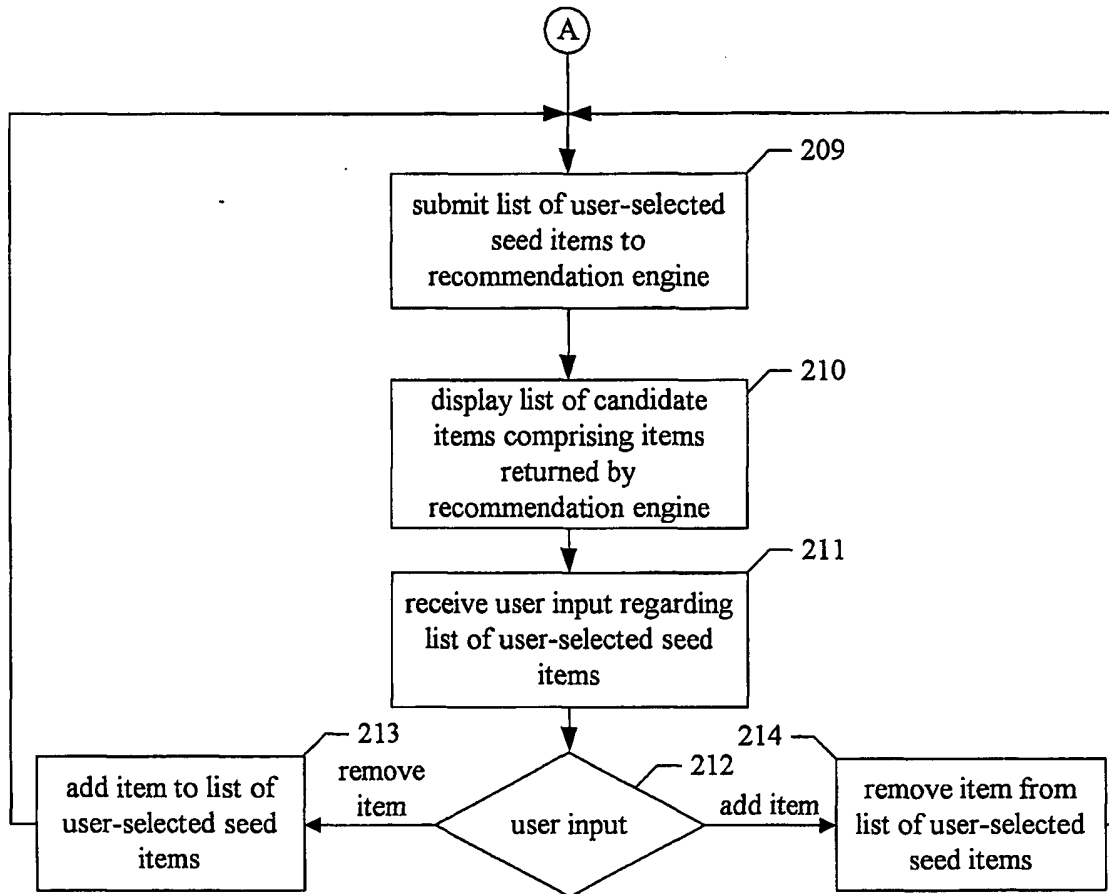 A
209
submit list of user-selected
seed items to
recommendation engine
210
display list of candidate
items comprising items
returned by
recommendation engine
211
receive user input regarding
list of user-selected seed
items
213
add item to list of
user-selected seed
items
remove
item
212
user input
add item
214
remove item from
list of user-selected
seed items